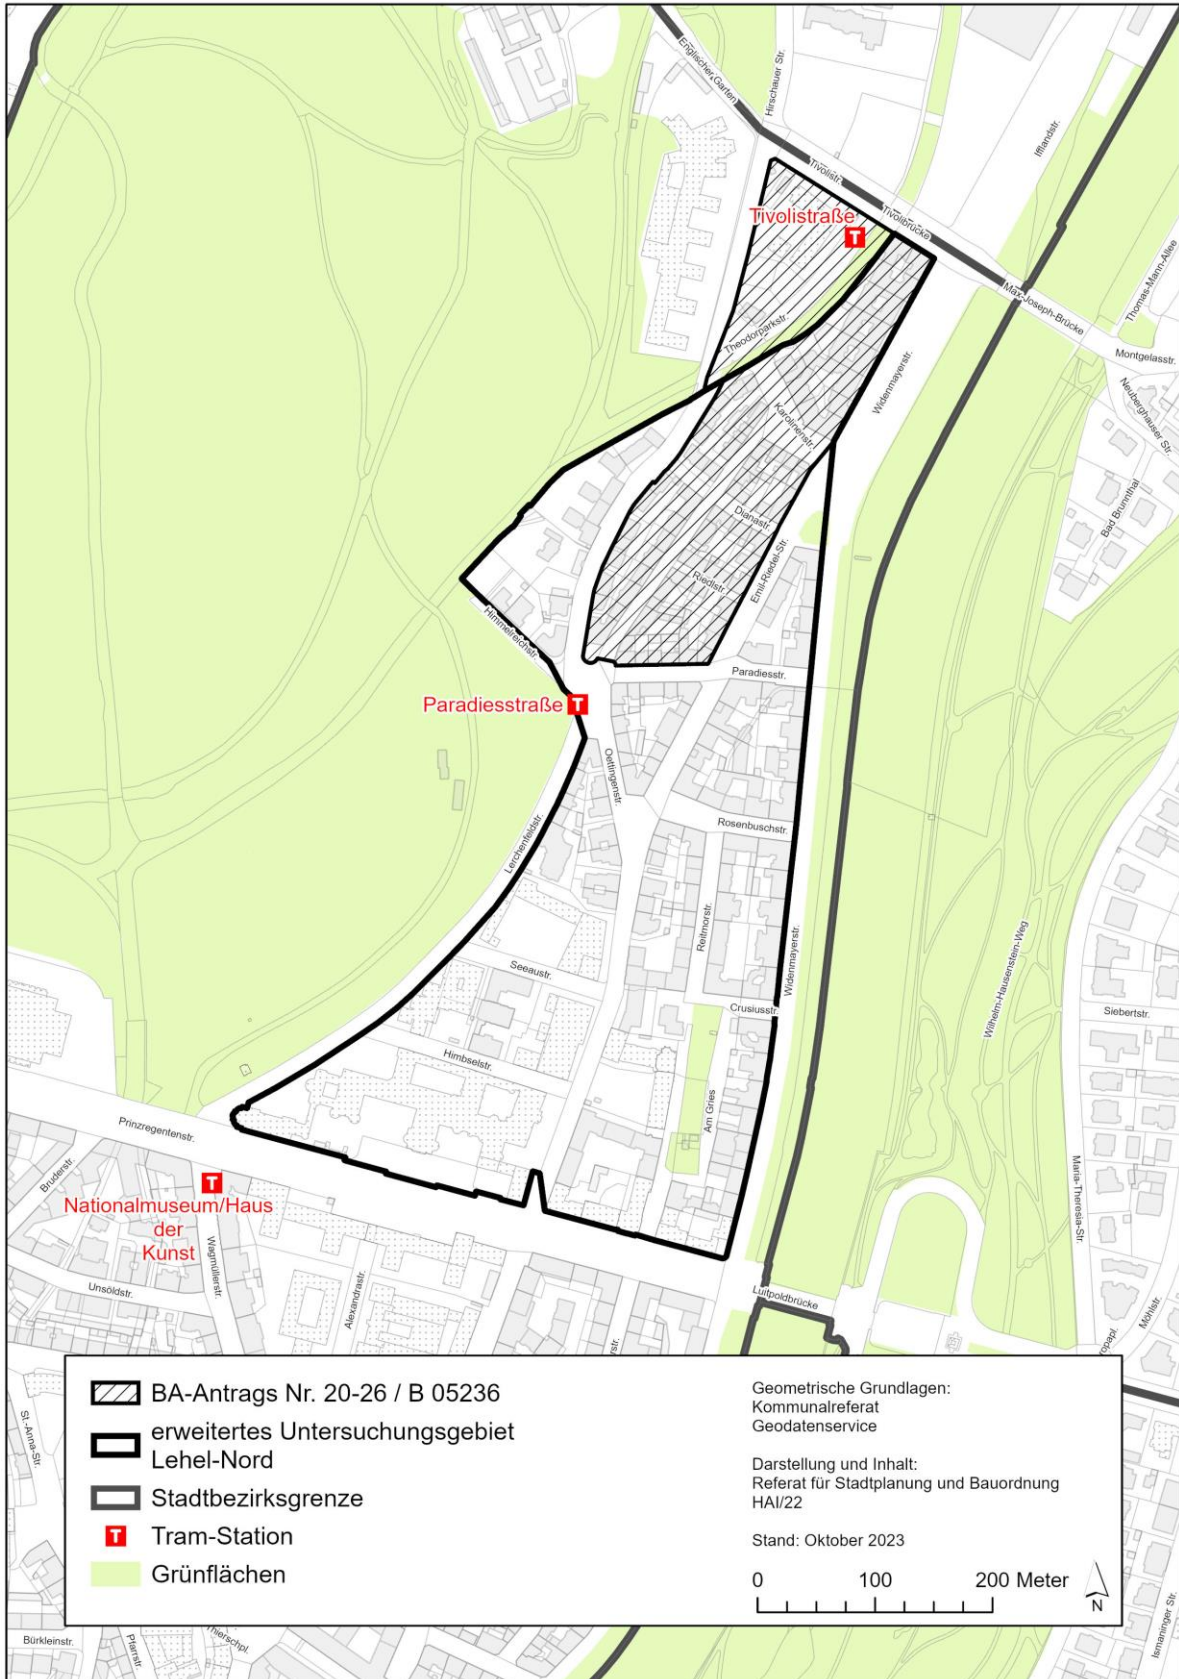 Englischer Garten
Hirschauer Str.
Ifflandstr.
Tivolistr.
Tivolibrücke
Tivolistraße
T
Max-Joseph-Brücke
Thomas-Mann-Allee
Montgelasstr.
Theodorparkstr.
Widenmayerstr.
Neuberghauser Str.
Karolinenstr.
Bad Brunnthal
Dianastr.
Emil-Riedel-Str.
Riedlstr.
Himmelreichstr.
Paradiesstr.
Paradiesstraße
T
Oettingenstr.
Rosenbuschstr.
Lerchenfeldstr.
Reitmorstr.
Widenmayerstr.
Wilhelm-Hausenstein-Weg
Seeaustr.
Crusiusstr.
Siebertstr.
Himbselstr.
Am Gries
Prinzregentenstr.
Bruderstr.
T
Nationalmuseum/Haus
der
Kunst
Wagmüllerstr.
Maria-Theresia-Str.
Unsöldstr.
Alexandrastr.
Luitpoldbrücke
Möhlstr.
ropapl.
rstr.
St.-Anna-Str.
BA-Antrags Nr. 20-26 / B 05236
erweitertes Untersuchungsgebiet
Lehel-Nord
Stadtbezirksgrenze
T Tram-Station
Grünflächen
Geometrische Grundlagen:
Kommunalreferat
Geodatenservice
Darstellung und Inhalt:
Referat für Stadtplanung und Bauordnung
HAI/22
Stand: Oktober 2023
0 100 200 Meter
N
Bürkleinstr.
Pfarrstr.
Thierschpl.
Ismaninger Str.